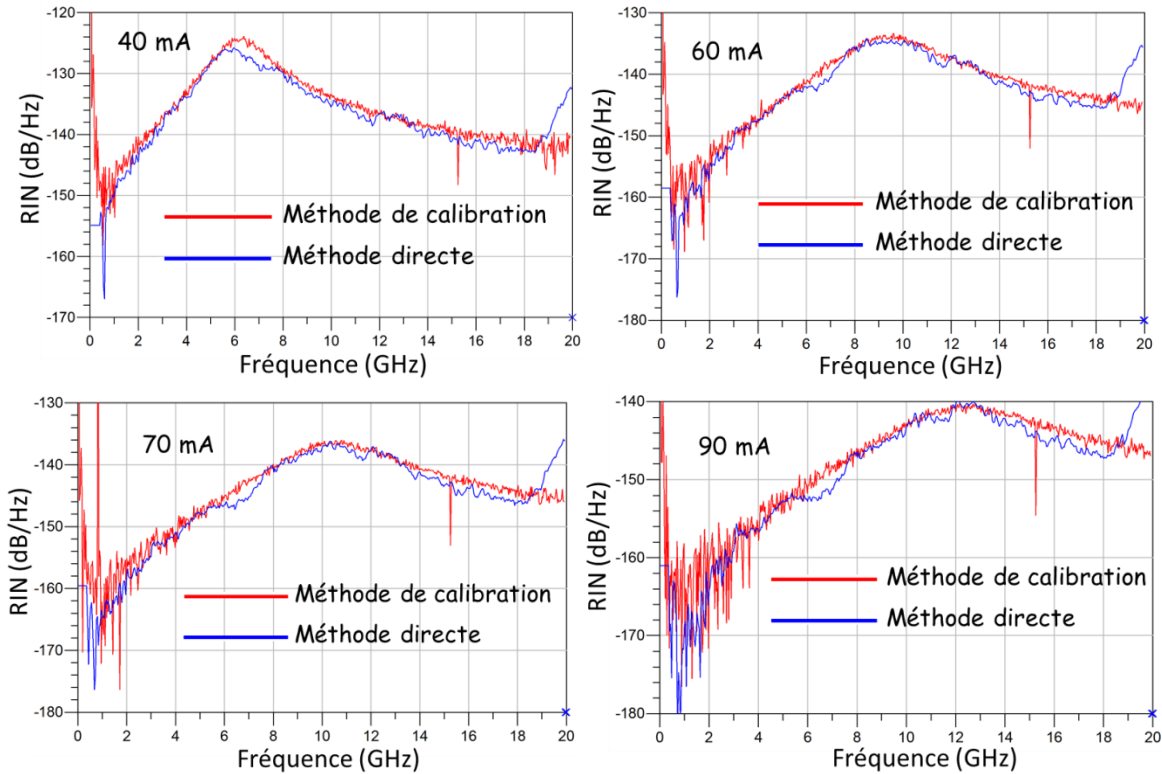 40 mA
RIN (dB/Hz)
-120
-130
-140
-150
-160
-170
Méthode de calibration
Méthode directe
0 2 4 6 8 10 12 14 16 18 20
Fréquence (GHz)
60 mA
RIN (dB/Hz)
-130
-140
-150
-160
-170
-180
Méthode de calibration
Méthode directe
0 2 4 6 8 10 12 14 16 18 20
Fréquence (GHz)
70 mA
RIN (dB/Hz)
-130
-140
-150
-160
-170
-180
Méthode de calibration
Méthode directe
0 2 4 6 8 10 12 14 16 18 20
Fréquence (GHz)
90 mA
RIN (dB/Hz)
-140
-150
-160
-170
-180
Méthode de calibration
Méthode directe
0 2 4 6 8 10 12 14 16 18 20
Fréquence (GHz)